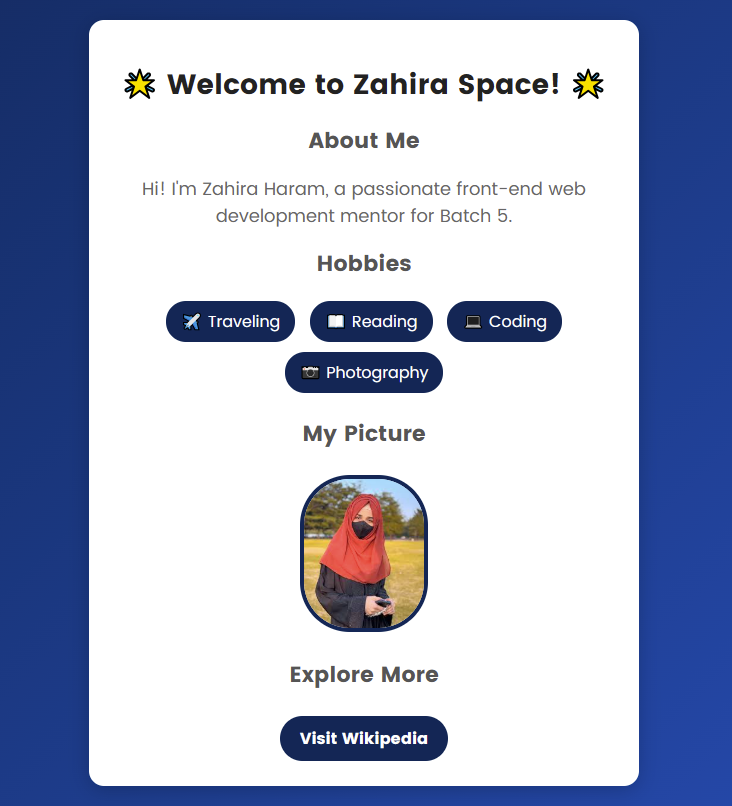 🌟 Welcome to Zahira Space! 🌟
About Me
Hi! I'm Zahira Haram, a passionate front-end web
development mentor for Batch 5.
Hobbies
✈️ Traveling 📖 Reading 💻 Coding
📷 Photography
My Picture
Explore More
Visit Wikipedia